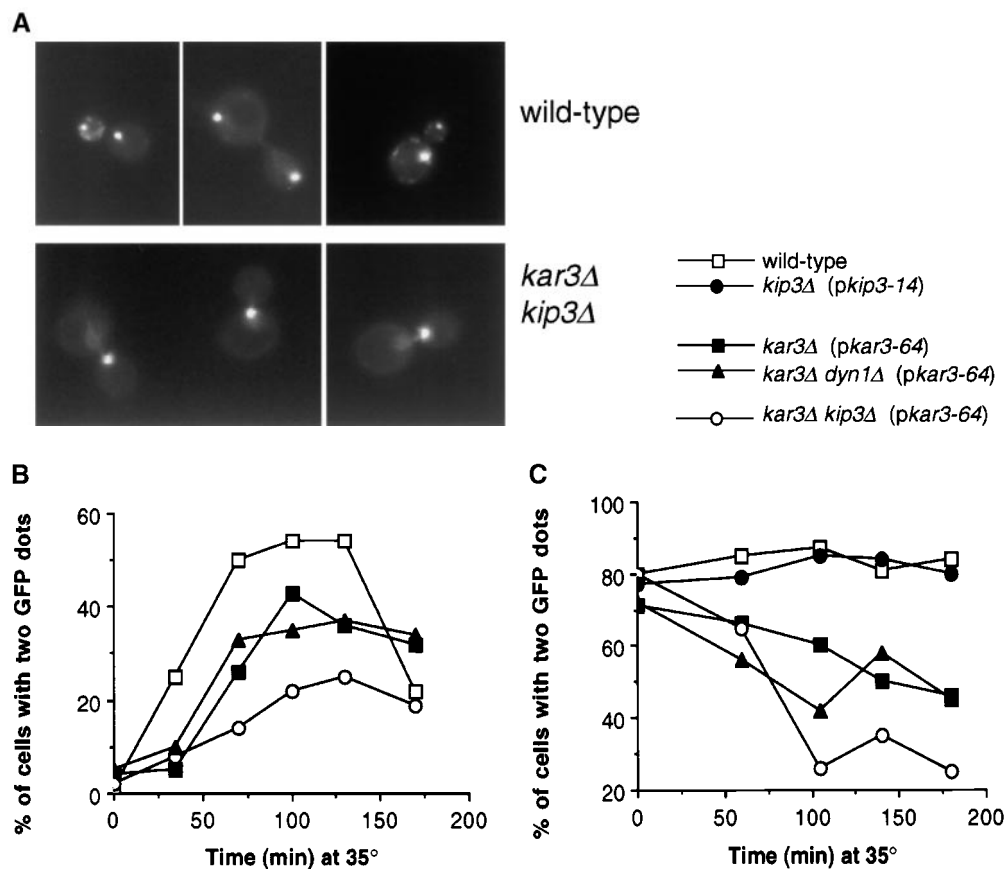 A
wild-type
kar3Δ
kip3Δ
wild-type
kip3Δ (pkip3-14)
kar3Δ (pkar3-64)
kar3Δ dyn1Δ (pkar3-64)
kar3Δ kip3Δ (pkar3-64)
B
% of cells with two GFP dots
60
40
20
0
0
50
100
150
200
Time (min) at 35°
C
% of cells with two GFP dots
100
80
60
40
20
0
50
100
150
200
Time (min) at 35°